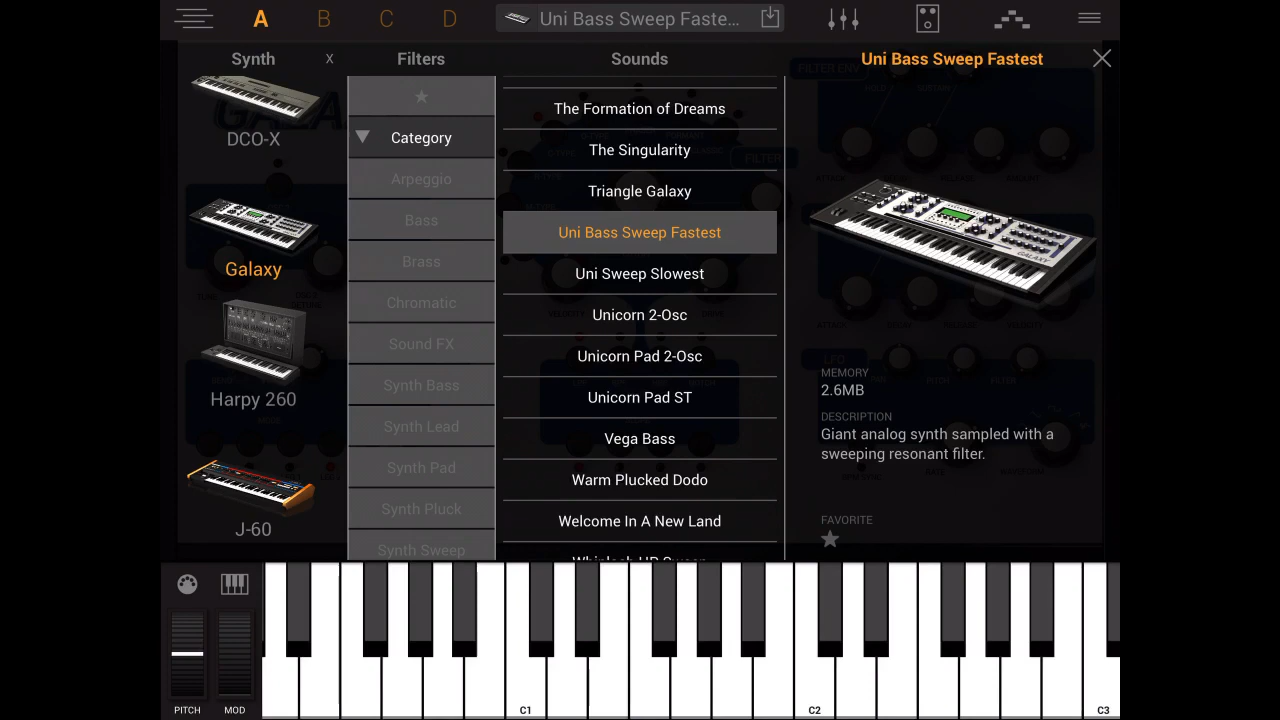 A B C D Uni Bass Sweep Faste...
Synth X Filters Sounds Uni Bass Sweep Fastest
DCO-X
Galaxy
Harpy 260
J-60
Category
Arpeggio
Bass
Brass
Chromatic
Sound FX
Synth Bass
Synth Lead
Synth Pad
Synth Pluck
Synth Sweep
The Formation of Dreams
The Singularity
Triangle Galaxy
Uni Bass Sweep Fastest
Uni Sweep Slowest
Unicorn 2-Osc
Unicorn Pad 2-Osc
Unicorn Pad ST
Vega Bass
Warm Plucked Dodo
Welcome In A New Land
GALAXY
MEMORY
2.6MB
DESCRIPTION
Giant analog synth sampled with a
sweeping resonant filter.
FAVORITE
PITCH MOD C1 C2 C3